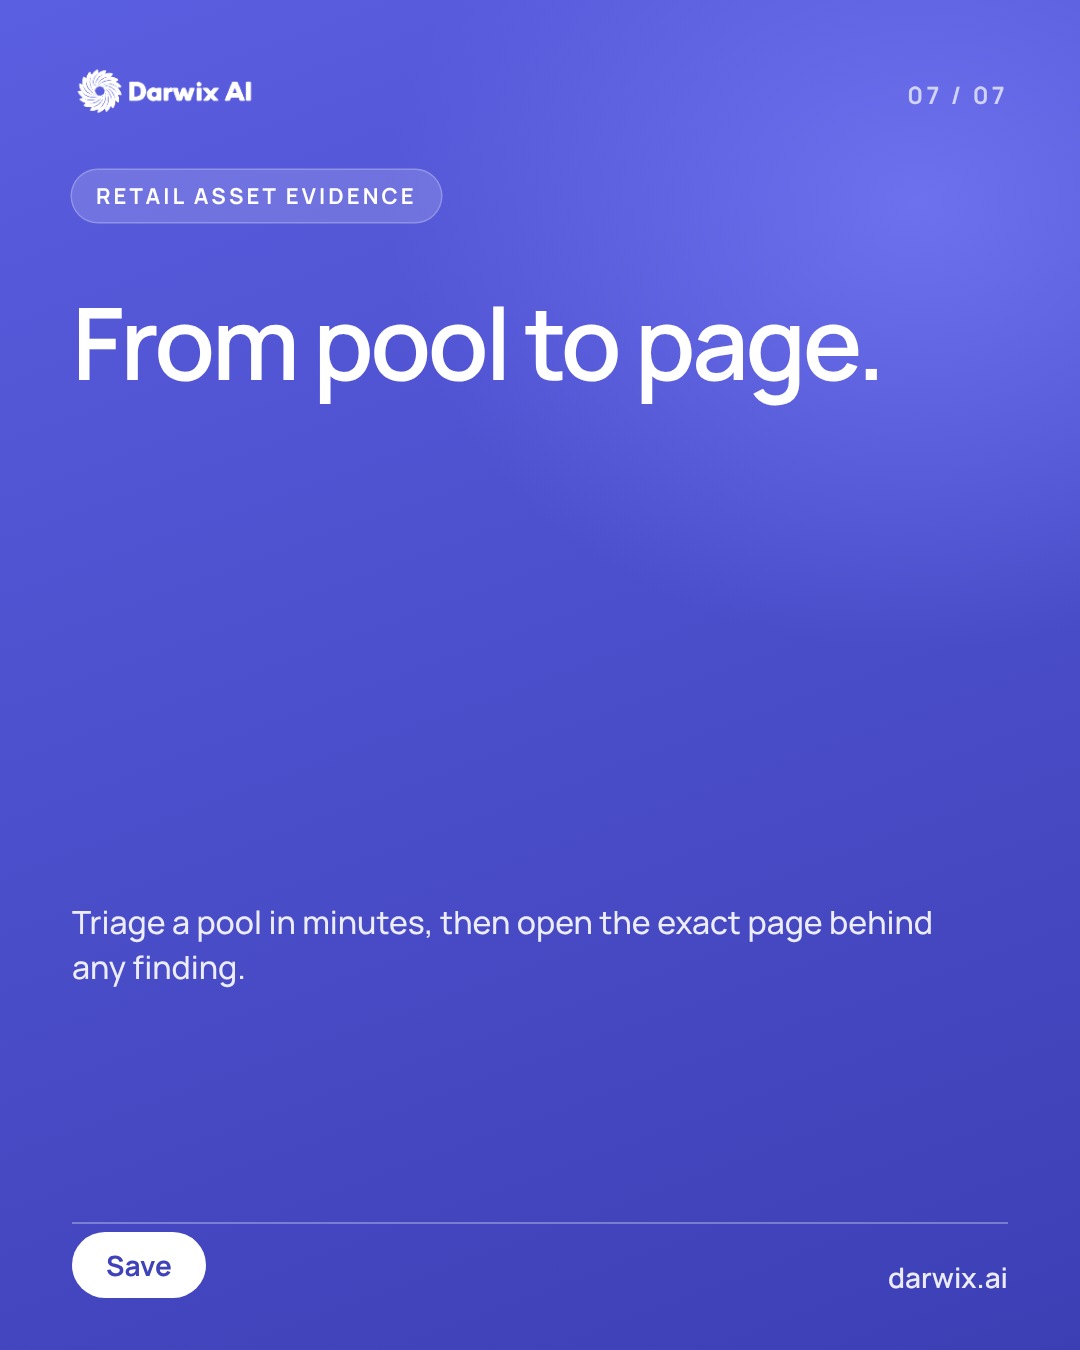 Darwix AI
07 / 07
RETAIL ASSET EVIDENCE
From pool to page.
Triage a pool in minutes, then open the exact page behind
any finding.
Save
darwix.ai